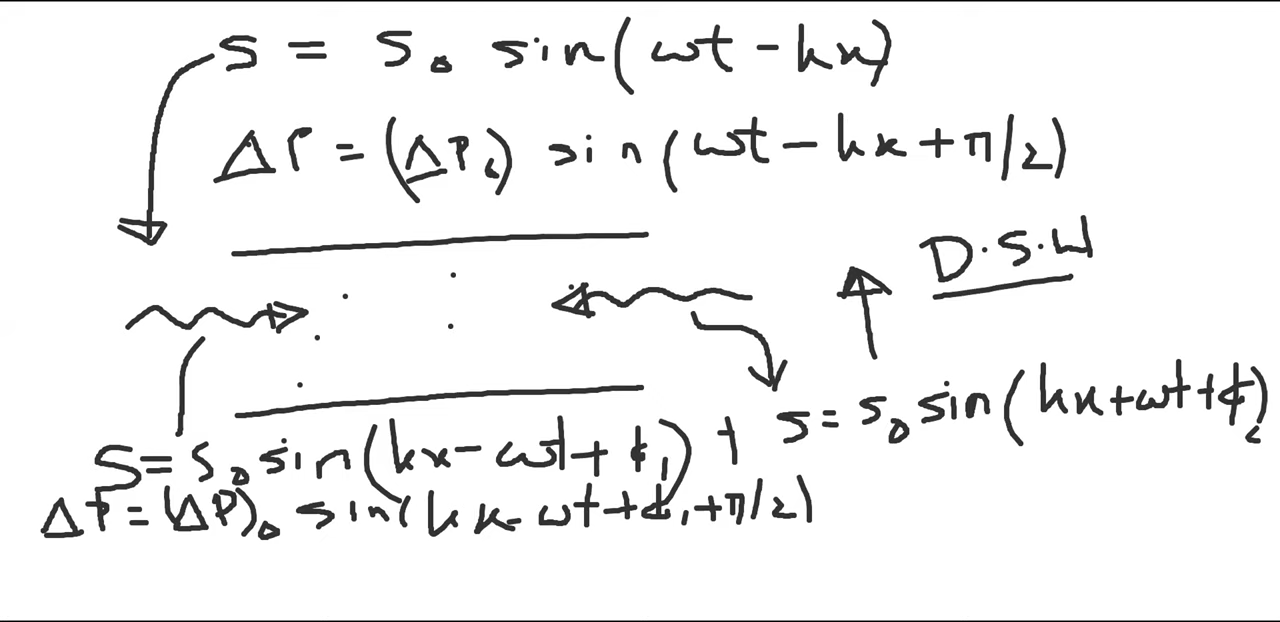 s = s₀ sin(ωt - kx)
ΔP = (ΔP₀) sin(ωt - kx + π/2)
D.S.W
s = s₀ sin(kx - ωt + ϕ₁) + s = s₀ sin(kx + ωt + ϕ₂)
ΔP = (ΔP)₀ sin(kx - ωt + ϕ₁ + π/2)